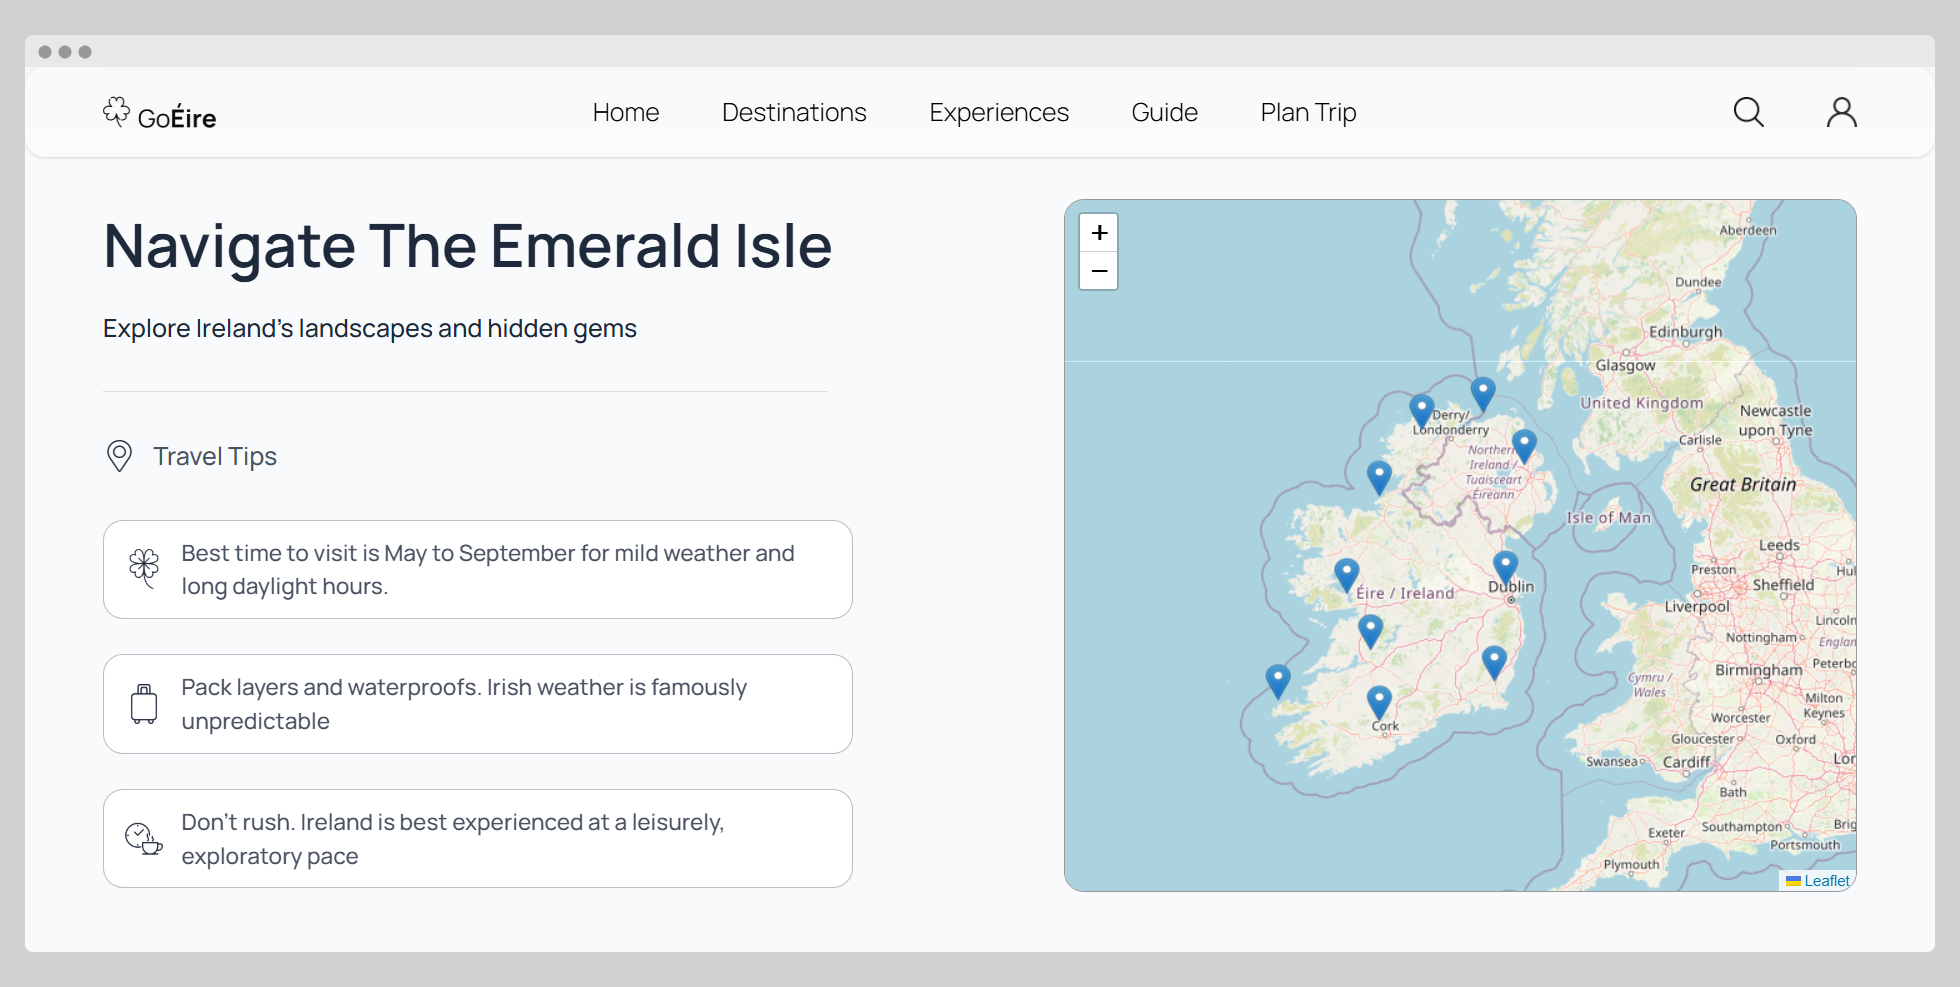 GoÉire
Home
Destinations
Experiences
Guide
Plan Trip
Navigate The Emerald Isle
Explore Ireland’s landscapes and hidden gems
Travel Tips
Best time to visit is May to September for mild weather and
long daylight hours.
Pack layers and waterproofs. Irish weather is famously
unpredictable
Don’t rush. Ireland is best experienced at a leisurely,
exploratory pace
+
−
Aberdeen
Dundee
Edinburgh
Glasgow
United Kingdom
Derry/
Londonderry
Newcastle
upon Tyne
Carlisle
Northern
Ireland /
Tuaisceart
Éireann
Great Britain
Isle of Man
Leeds
Preston
Hul
Sheffield
Dublin
Éire / Ireland
Liverpool
Lincoln
Nottingham
Englan
Birmingham
Peterbo
Cymru /
Wales
Milton
Keynes
Worcester
Cork
Gloucester
Oxford
Swansea
Cardiff
Lon
Bath
Exeter
Southampton
Brig
Portsmouth
Plymouth
Leaflet